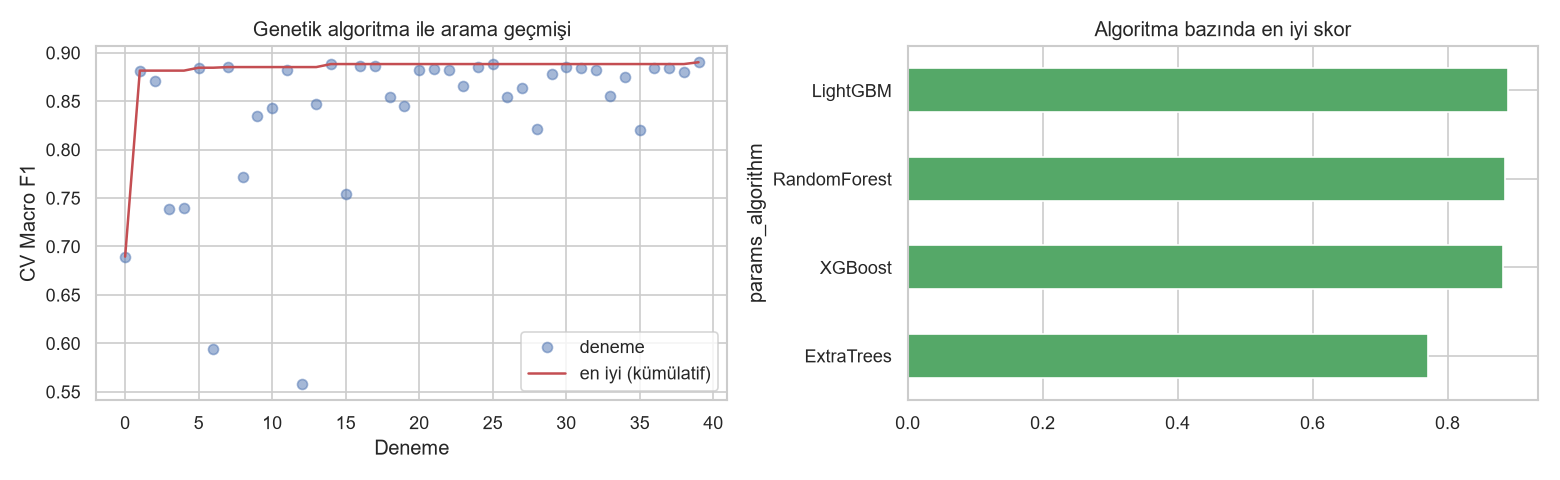 Genetik algoritma ile arama geçmişi
CV Macro F1
0.90
0.85
0.80
0.75
0.70
0.65
0.60
0.55
0 5 10 15 20 25 30 35 40
Deneme
deneme
en iyi (kümülatif)
Algoritma bazında en iyi skor
params_algorithm
LightGBM
RandomForest
XGBoost
ExtraTrees
0.0 0.2 0.4 0.6 0.8